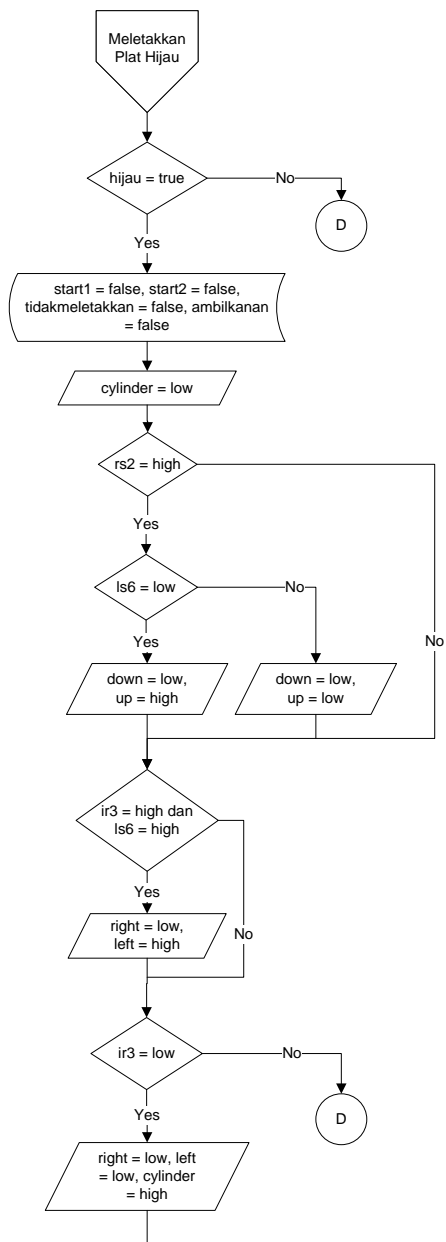 Meletakkan
Plat Hijau
hijau = true
No
D
Yes
start1 = false, start2 = false,
tidakmeletakkan = false, ambilkanan
= false
cylinder = low
rs2 = high
Yes
ls6 = low
No
No
Yes
down = low,
up = high
down = low,
up = low
ir3 = high dan
ls6 = high
Yes
right = low,
left = high
No
ir3 = low
No
Yes
D
right = low, left
= low, cylinder
= high